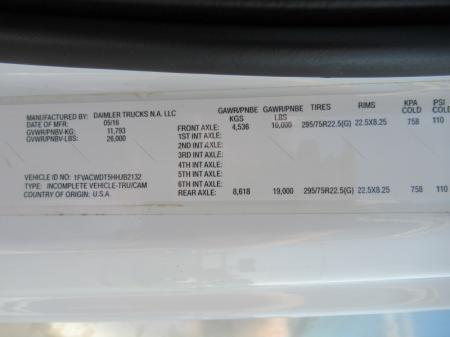 MANUFACTURED BY: DAIMLER TRUCKS N.A. LLC
DATE OF MFR: 05/16
GVWR/PNBV-KG: 11,793
GVWR/PNBV-LBS: 26,000
VEHICLE ID NO: 1FVACWDT5HHJB2132
TYPE: INCOMPLETE VEHICLE-TRU/CAM
COUNTRY OF ORIGIN: U.S.A.
GAWR/PNBE KGS GAWR/PNBE LBS TIRES RIMS KPA COLD PSI COLD
FRONT AXLE: 4,536 10,000 295/75R22.5(G) 22.5X8.25 758 110
1ST INT AXLE:
2ND INT AXLE:
3RD INT AXLE:
4TH INT AXLE:
5TH INT AXLE:
6TH INT AXLE:
REAR AXLE: 8,618 19,000 295/75R22.5(G) 22.5X8.25 758 110